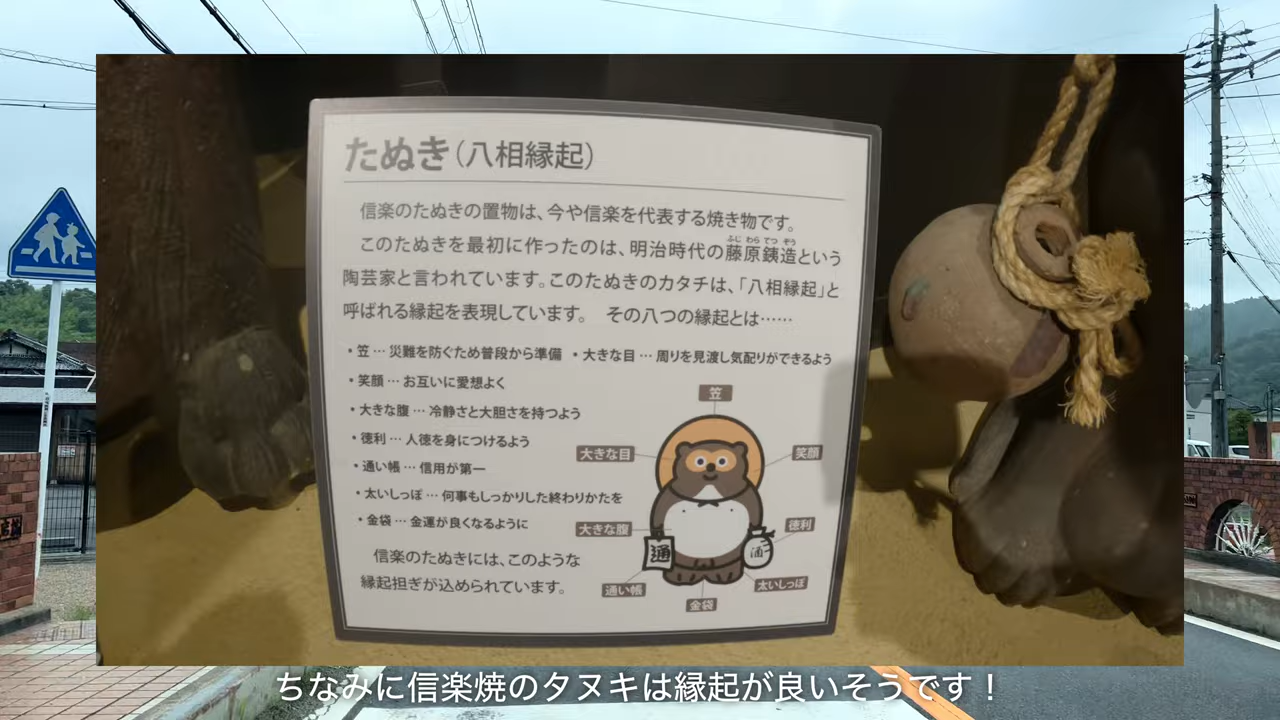 たぬき（八相縁起）
信楽のたぬきの置物は、今や信楽を代表する焼き物です。
このたぬきを最初に作ったのは、明治時代の藤原銕造という
ふじ わら てつ ぞう
陶芸家と言われています。このたぬきのカタチは、「八相縁起」と
呼ばれる縁起を表現しています。 その八つの縁起とは……
・笠 … 災難を防ぐため普段から準備 ・大きな目 … 周りを見渡し気配りができるよう
・笑顔 … お互いに愛想よく
・大きな腹 … 冷静さと大胆さを持つよう
・徳利 … 人徳を身につけるよう
・通い帳 … 信用が第一
・太いしっぽ … 何事もしっかりした終わりかたを
・金袋 … 金運が良くなるように
信楽のたぬきには、このような
縁起担ぎが込められています。
笠
大きな目
笑顔
大きな腹
徳利
通
酒
通い帳
太いしっぽ
金袋
ちなみに信楽焼のタヌキは縁起が良いそうです！